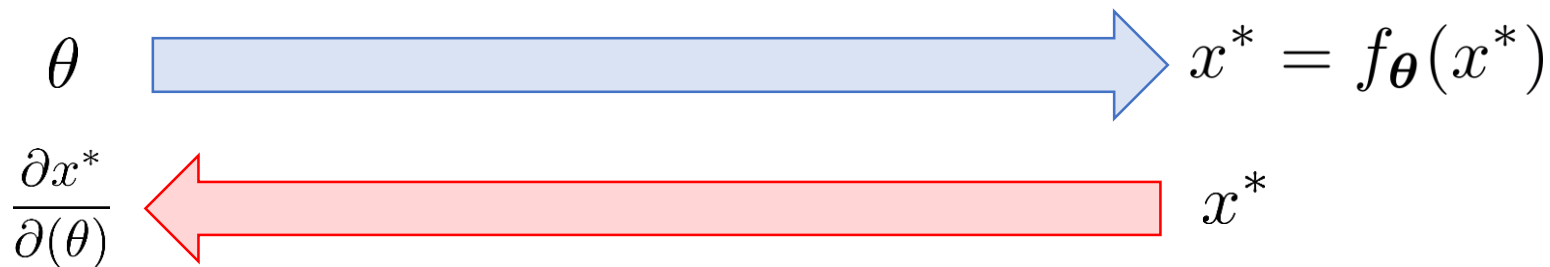 θ x* = f_θ(x*)
∂x*/∂(θ) x*